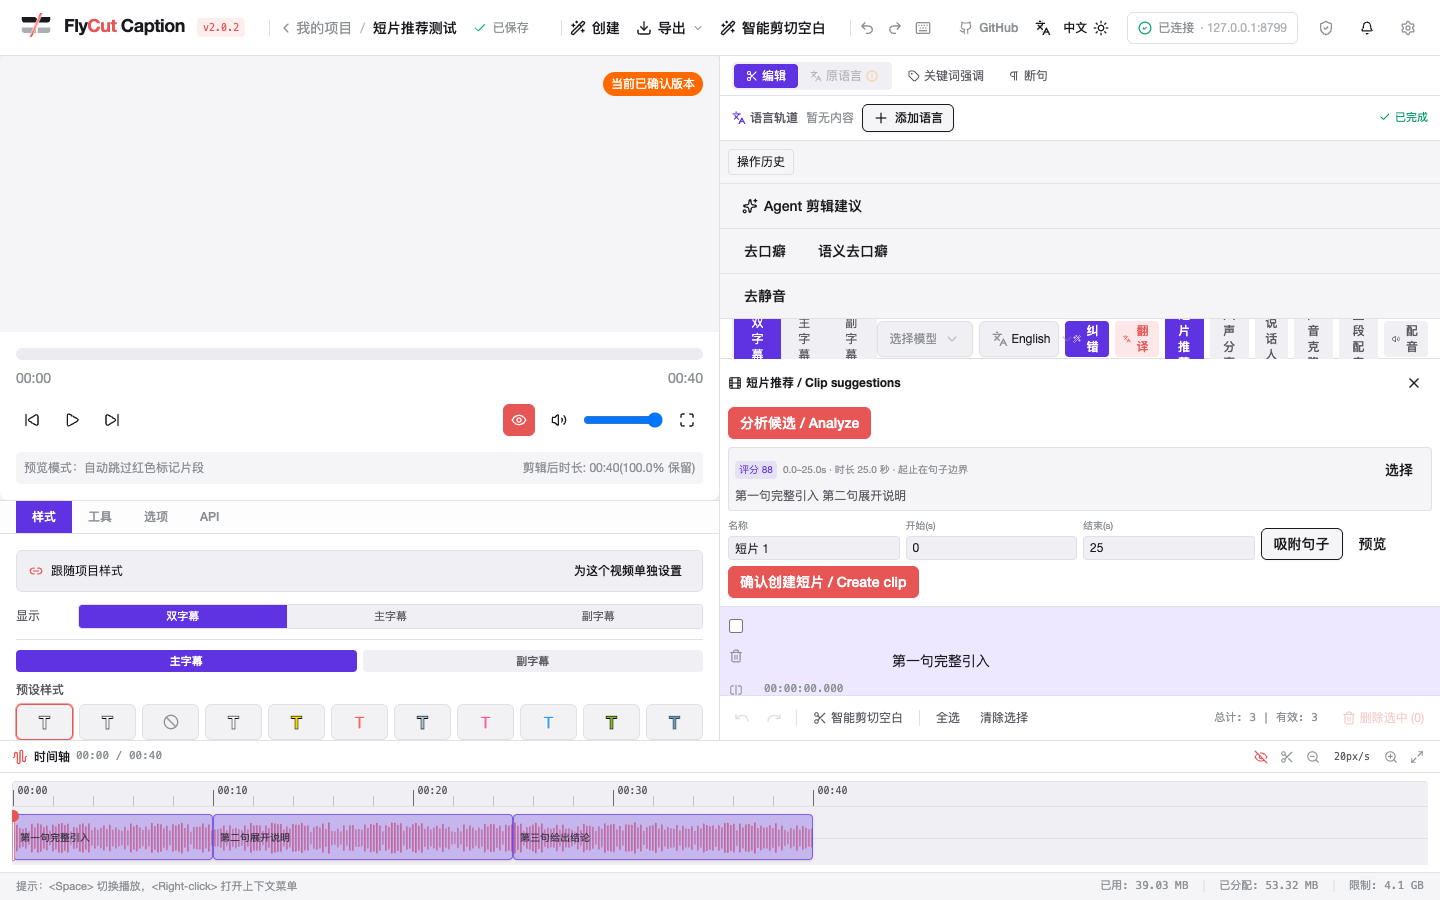 FlyCut Caption v2.0.2 我的项目 / 短片推荐测试 已保存 创建 导出 智能剪切空白 GitHub 中文 已连接 · 127.0.0.1:8799
当前已确认版本
00:00 00:40
预览模式：自动跳过红色标记片段 剪辑后时长: 00:40(100.0% 保留)
样式 工具 选项 API
跟随项目样式 为这个视频单独设置
显示 双字幕 主字幕 副字幕
主字幕 副字幕
预设样式
T T T T T T T T T T
编辑 原语言 关键词强调 断句
语言轨道 暂无内容 添加语言 已完成
操作历史
Agent 剪辑建议
去口癖 语义去口癖
去静音
双字幕 主字幕 副字幕 选择模型 English 纠错 翻译 短片推荐 说话人 配音
短片推荐 / Clip suggestions
分析候选 / Analyze
评分 88 0.0–25.0s · 时长 25.0 秒 · 起止在句子边界 选择
第一句完整引入 第二句展开说明
名称 开始(s) 结束(s)
短片 1 0 25 吸附句子 预览
确认创建短片 / Create clip
第一句完整引入
00:00:00.000
智能剪切空白 全选 清除选择 总计: 3 | 有效: 3 删除选中 (0)
时间轴 00:00 / 00:40 20px/s
00:00 00:10 00:20 00:30 00:40
第一句完整引入 第二句展开说明 第三句给出结论
提示: <Space> 切换播放，<Right-click> 打开上下文菜单 已用: 39.03 MB 已分配: 53.32 MB 限制: 4.1 GB